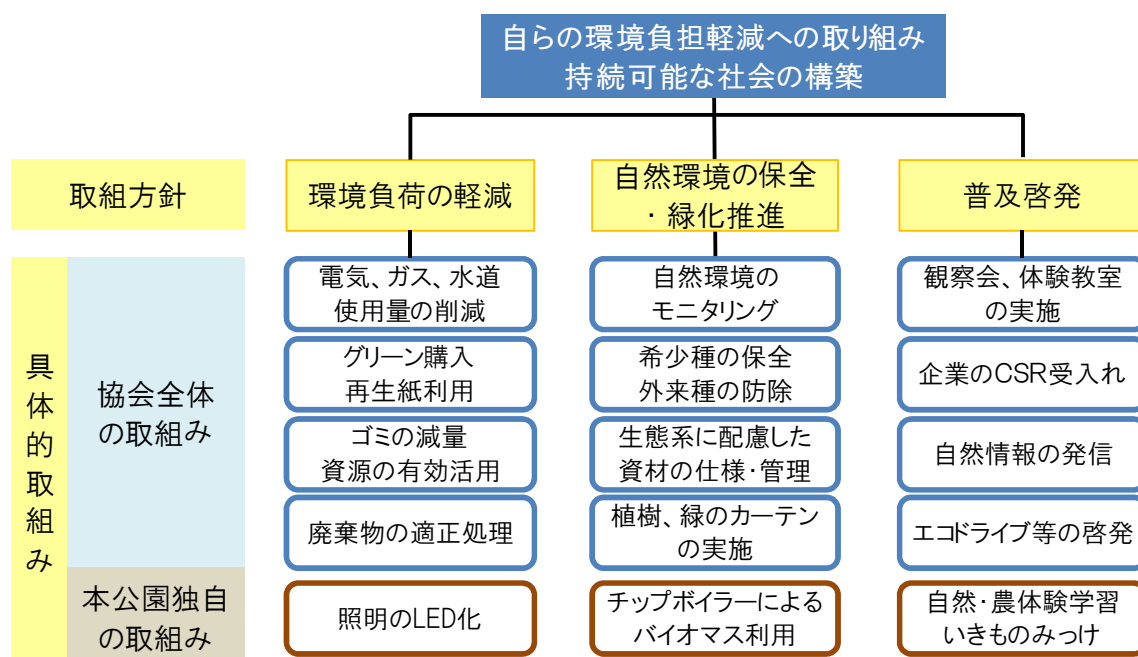 自らの環境負担軽減への取り組み
持続可能な社会の構築
取組方針
環境負荷の軽減
自然環境の保全
・緑化推進
普及啓発
具体的取組み
協会全体
の取組み
電気、ガス、水道
使用量の削減
自然環境の
モニタリング
観察会、体験教室
の実施
グリーン購入
再生紙利用
希少種の保全
外来種の防除
企業のCSR受入れ
ゴミの減量
資源の有効活用
生態系に配慮した
資材の仕様・管理
自然情報の発信
廃棄物の適正処理
植樹、緑のカーテン
の実施
エコドライブ等の啓発
本公園独自
の取組み
照明のLED化
チップボイラーによる
バイオマス利用
自然・農体験学習
いきものみっけ